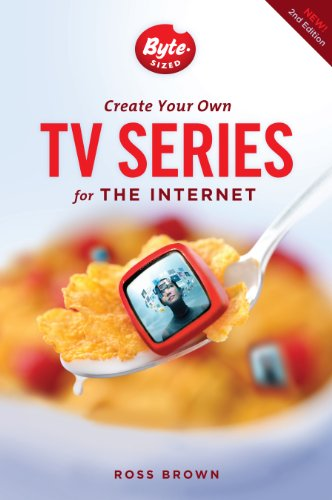 Byte-
SIZED
NEW!
2nd Edition
Create Your Own
TV SERIES
for THE INTERNET
ROSS BROWN